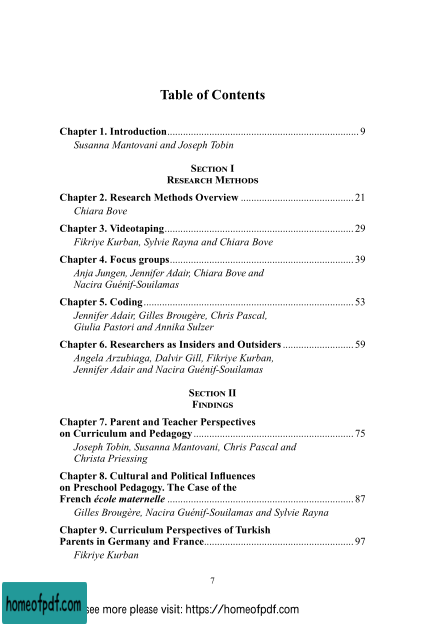 Table of Contents
Chapter 1. Introduction........................................................................ 9
Susanna Mantovani and Joseph Tobin
Section I
Research Methods
Chapter 2. Research Methods Overview ........................................... 21
Chiara Bove
Chapter 3. Videotaping........................................................................ 29
Fikriye Kurban, Sylvie Rayna and Chiara Bove
Chapter 4. Focus groups...................................................................... 39
Anja Jungen, Jennifer Adair, Chiara Bove and
Nacira Guénif-Souilamas
Chapter 5. Coding................................................................................ 53
Jennifer Adair, Gilles Brougère, Chris Pascal,
Giulia Pastori and Annika Sulzer
Chapter 6. Researchers as Insiders and Outsiders ........................... 59
Angela Arzubiaga, Dalvir Gill, Fikriye Kurban,
Jennifer Adair and Nacira Guénif-Souilamas
Section II
Findings
Chapter 7. Parent and Teacher Perspectives
on Curriculum and Pedagogy ............................................................. 75
Joseph Tobin, Susanna Mantovani, Chris Pascal and
Christa Priessing
Chapter 8. Cultural and Political Influences
on Preschool Pedagogy. The Case of the
French école maternelle ....................................................................... 87
Gilles Brougère, Nacira Guénif-Souilamas and Sylvie Rayna
Chapter 9. Curriculum Perspectives of Turkish
Parents in Germany and France......................................................... 97
Fikriye Kurban
7
homeofpdf.com see more please visit: https://homeofpdf.com